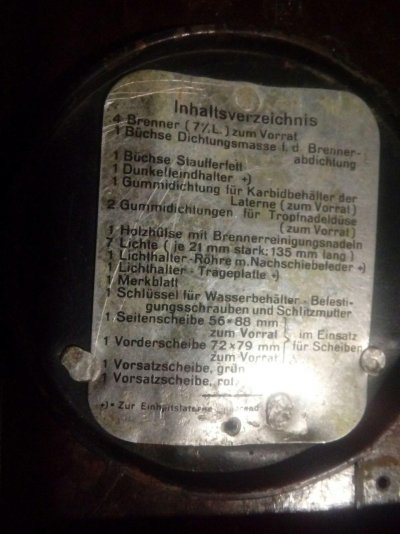 Inhaltsverzeichnis
4 Brenner (7½L.) zum Vorrat
1 Büchse Dichtungsmasse f. d. Brenner-
abdichtung
1 Büchse Staufferfett
1 Dunkelleindhalter +)
1 Gummidichtung für Karbidbehälter der
Laterne (zum Vorrat)
2 Gummidichtungen für Tropfnadeldüse
(zum Vorrat)
1 Holzhülse mit Brennerreinigungsnadeln
7 Lichte (je 21 mm stark; 135 mm lang)
1 Lichthalter-Röhre m. Nachschiebefeder +)
1 Lichthalter-Trageplatte +)
1 Merkblatt
1 Schlüssel für Wasserbehälter-Befesti-
gungsschrauben und Schlitzmutter
1 Seitenscheibe 56×88 mm
zum Vorrat
im Einsatz
1 Vorderscheibe 72×79 mm
zum Vorrat
für Scheiben
1 Vorsatzscheibe, grün
1 Vorsatzscheibe, rot
+)= Zur Einheitslaterne